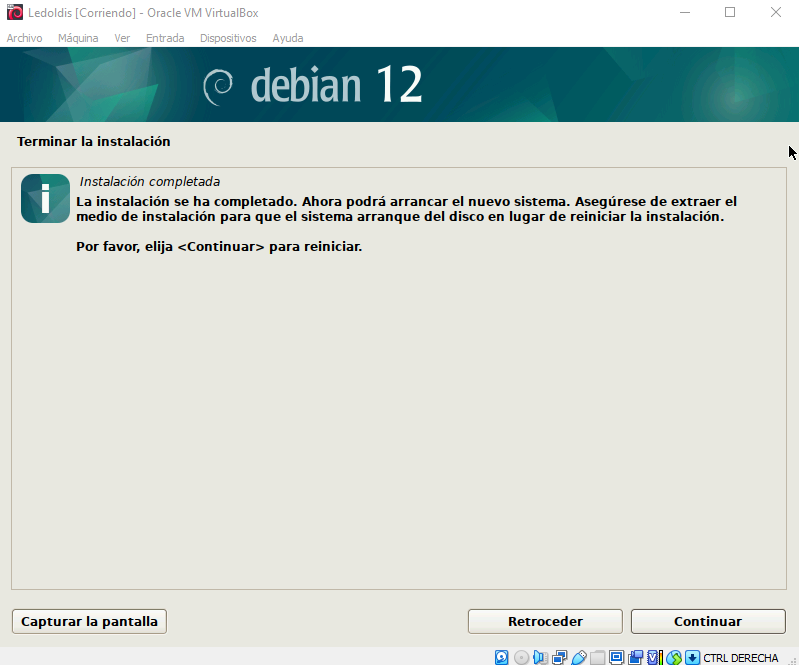 Ledoldis [Corriendo] - Oracle VM VirtualBox
Archivo Máquina Ver Entrada Dispositivos Ayuda
debian 12
Terminar la instalación
Instalación completada
La instalación se ha completado. Ahora podrá arrancar el nuevo sistema. Asegúrese de extraer el
medio de instalación para que el sistema arranque del disco en lugar de reiniciar la instalación.
Por favor, elija <Continuar> para reiniciar.
Capturar la pantalla Retroceder Continuar
CTRL DERECHA